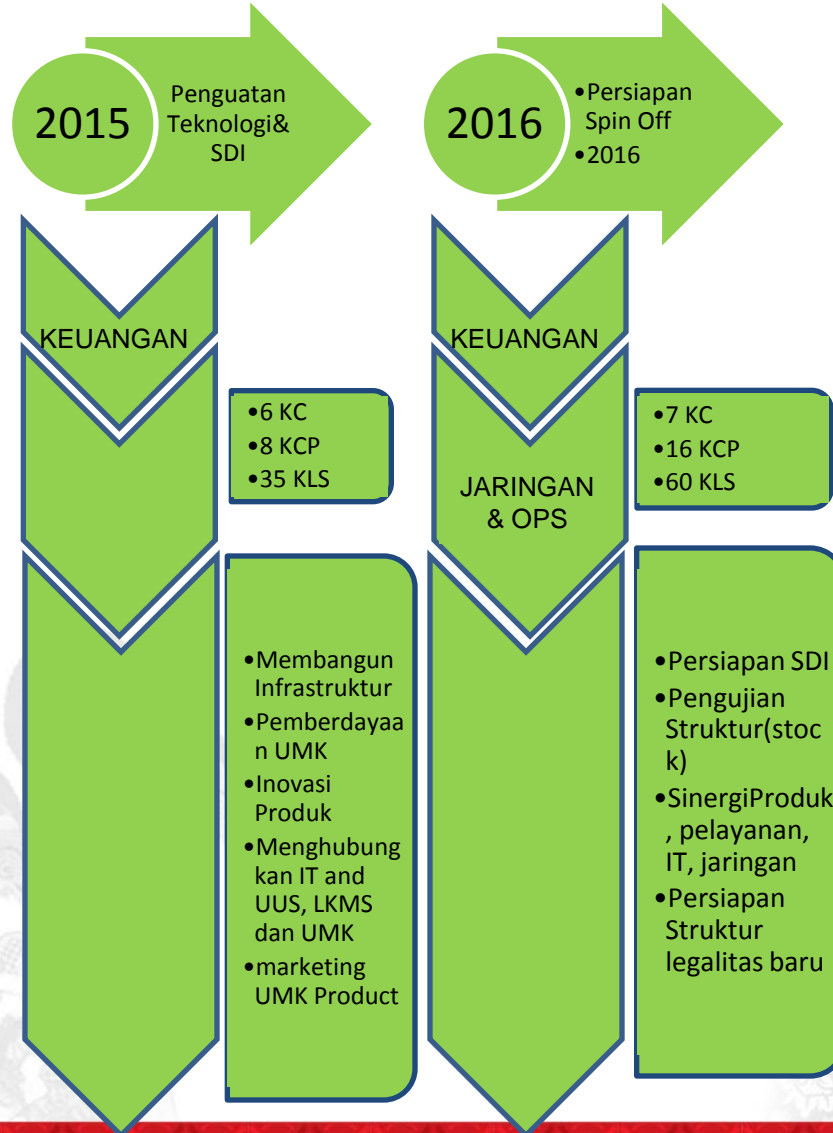 2015
Penguatan
Teknologi&
SDI
KEUANGAN
•6 KC
•8 KCP
•35 KLS
•Membangun
Infrastruktur
•Pemberdayaa
n UMK
•Inovasi
Produk
•Menghubung
kan IT and
UUS, LKMS
dan UMK
•marketing
UMK Product
2016
•Persiapan
Spin Off
•2016
KEUANGAN
JARINGAN
& OPS
•7 KC
•16 KCP
•60 KLS
•Persiapan SDI
•Pengujian
Struktur(stoc
k)
•SinergiProduk
, pelayanan,
IT, jaringan
•Persiapan
Struktur
legalitas baru